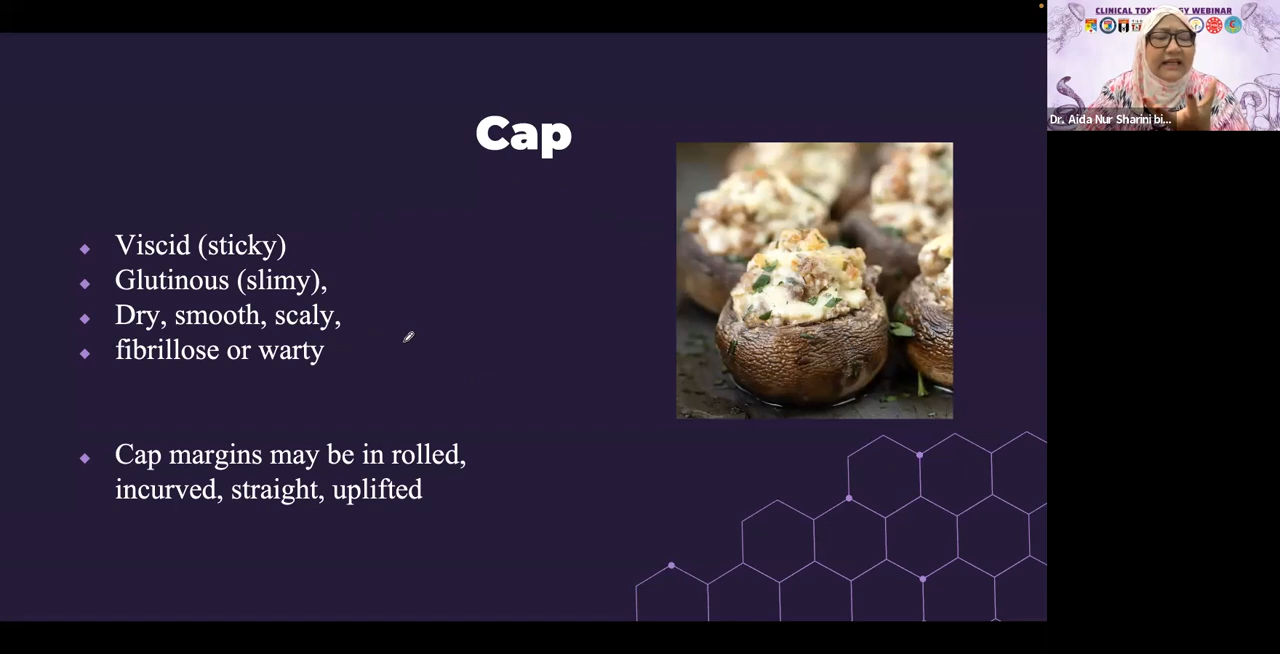 Cap
Viscid (sticky)
Glutinous (slimy),
Dry, smooth, scaly,
fibrillose or warty
Cap margins may be in rolled,
incurved, straight, uplifted
CLINICAL TOXICOLOGY WEBINAR
Dr. Aida Nur Sharini bi...